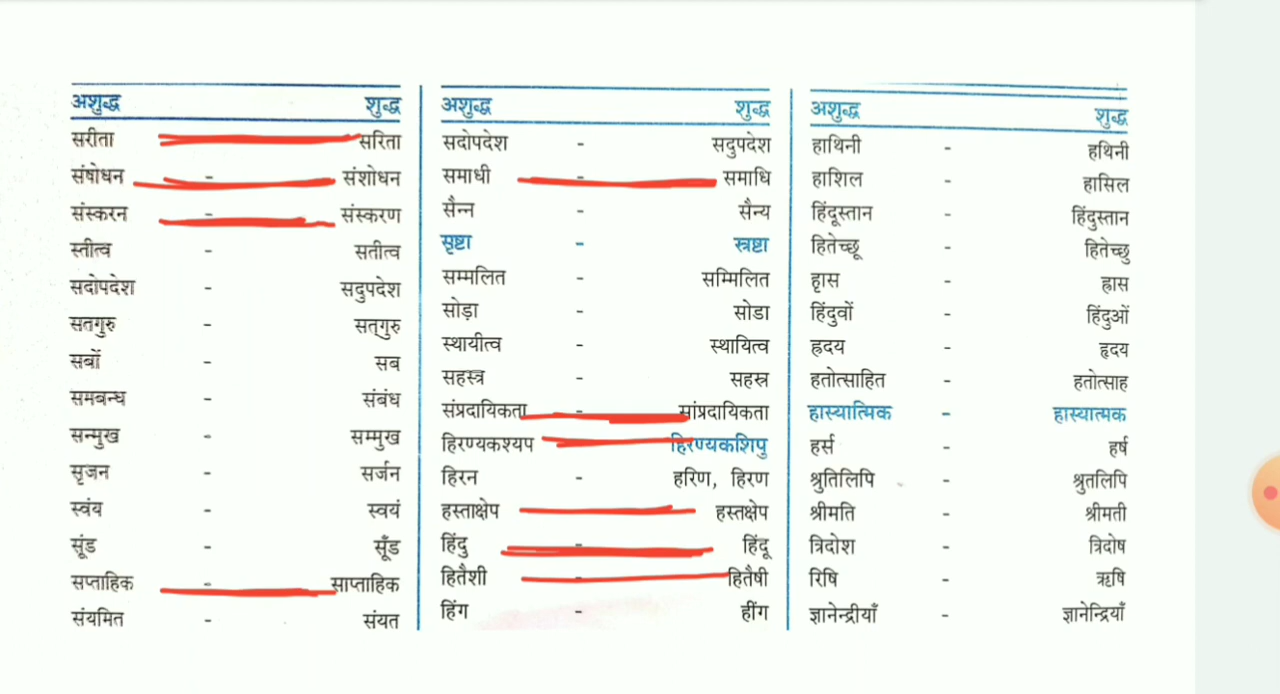 अशुद्ध शुद्ध
सरीता सरिता
संषोधन - संशोधन
संस्करन - संस्करण
स्तीत्व - सतीत्व
सदोपदेश - सदुपदेश
सतगुरु - सत्गुरु
सबों - सब
समबन्ध - संबंध
सन्मुख - सम्मुख
सृजन - सर्जन
स्वंय - स्वयं
सूंड - सूँड
सप्ताहिक - साप्ताहिक
संयमित - संयत
अशुद्ध शुद्ध
सदोपदेश - सदुपदेश
समाधी - समाधि
सैन्न - सैन्य
सृष्टा - स्रष्टा
सम्मलित - सम्मिलित
सोड़ा - सोडा
स्थायीत्व - स्थायित्व
सहस्त्र - सहस्र
संप्रदायिकता - सांप्रदायिकता
हिरण्यकश्यप हिरण्यकशिपु
हिरन - हरिण, हिरण
हस्ताक्षेप हस्तक्षेप
हिंदु - हिंदू
हितैशी - हितैषी
हिंग - हींग
अशुद्ध शुद्ध
हाथिनी - हथिनी
हाशिल - हासिल
हिंदूस्तान - हिंदुस्तान
हितेच्छू - हितेच्छु
हृास - ह्रास
हिंदुवों - हिंदुओं
ह्रदय - हृदय
हतोत्साहित - हतोत्साह
हास्यात्मिक - हास्यात्मक
हर्स - हर्ष
श्रुतिलिपि - श्रुतलिपि
श्रीमति - श्रीमती
त्रिदोश - त्रिदोष
रिषि - ऋषि
ज्ञानेन्द्रीयाँ - ज्ञानेन्द्रियाँ